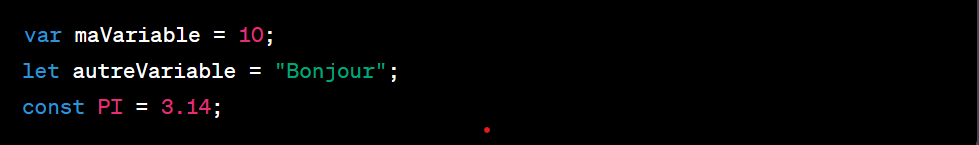 var maVariable = 10;
let autreVariable = "Bonjour";
const PI = 3.14;